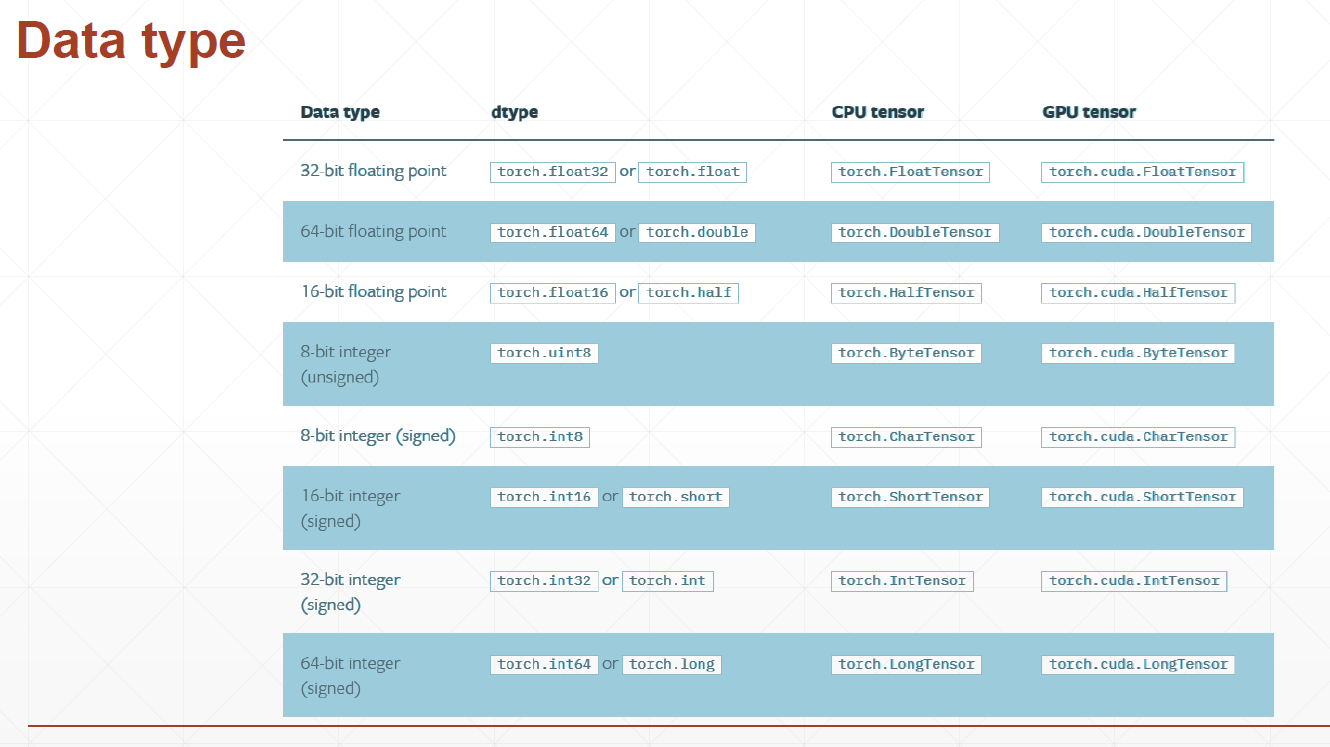 Data type
Data type dtype CPU tensor GPU tensor
32-bit floating point torch.float32 or torch.float torch.FloatTensor torch.cuda.FloatTensor
64-bit floating point torch.float64 or torch.double torch.DoubleTensor torch.cuda.DoubleTensor
16-bit floating point torch.float16 or torch.half torch.HalfTensor torch.cuda.HalfTensor
8-bit integer torch.uint8 torch.ByteTensor torch.cuda.ByteTensor
(unsigned)
8-bit integer (signed) torch.int8 torch.CharTensor torch.cuda.CharTensor
16-bit integer torch.int16 or torch.short torch.ShortTensor torch.cuda.ShortTensor
(signed)
32-bit integer torch.int32 or torch.int torch.IntTensor torch.cuda.IntTensor
(signed)
64-bit integer torch.int64 or torch.long torch.LongTensor torch.cuda.LongTensor
(signed)